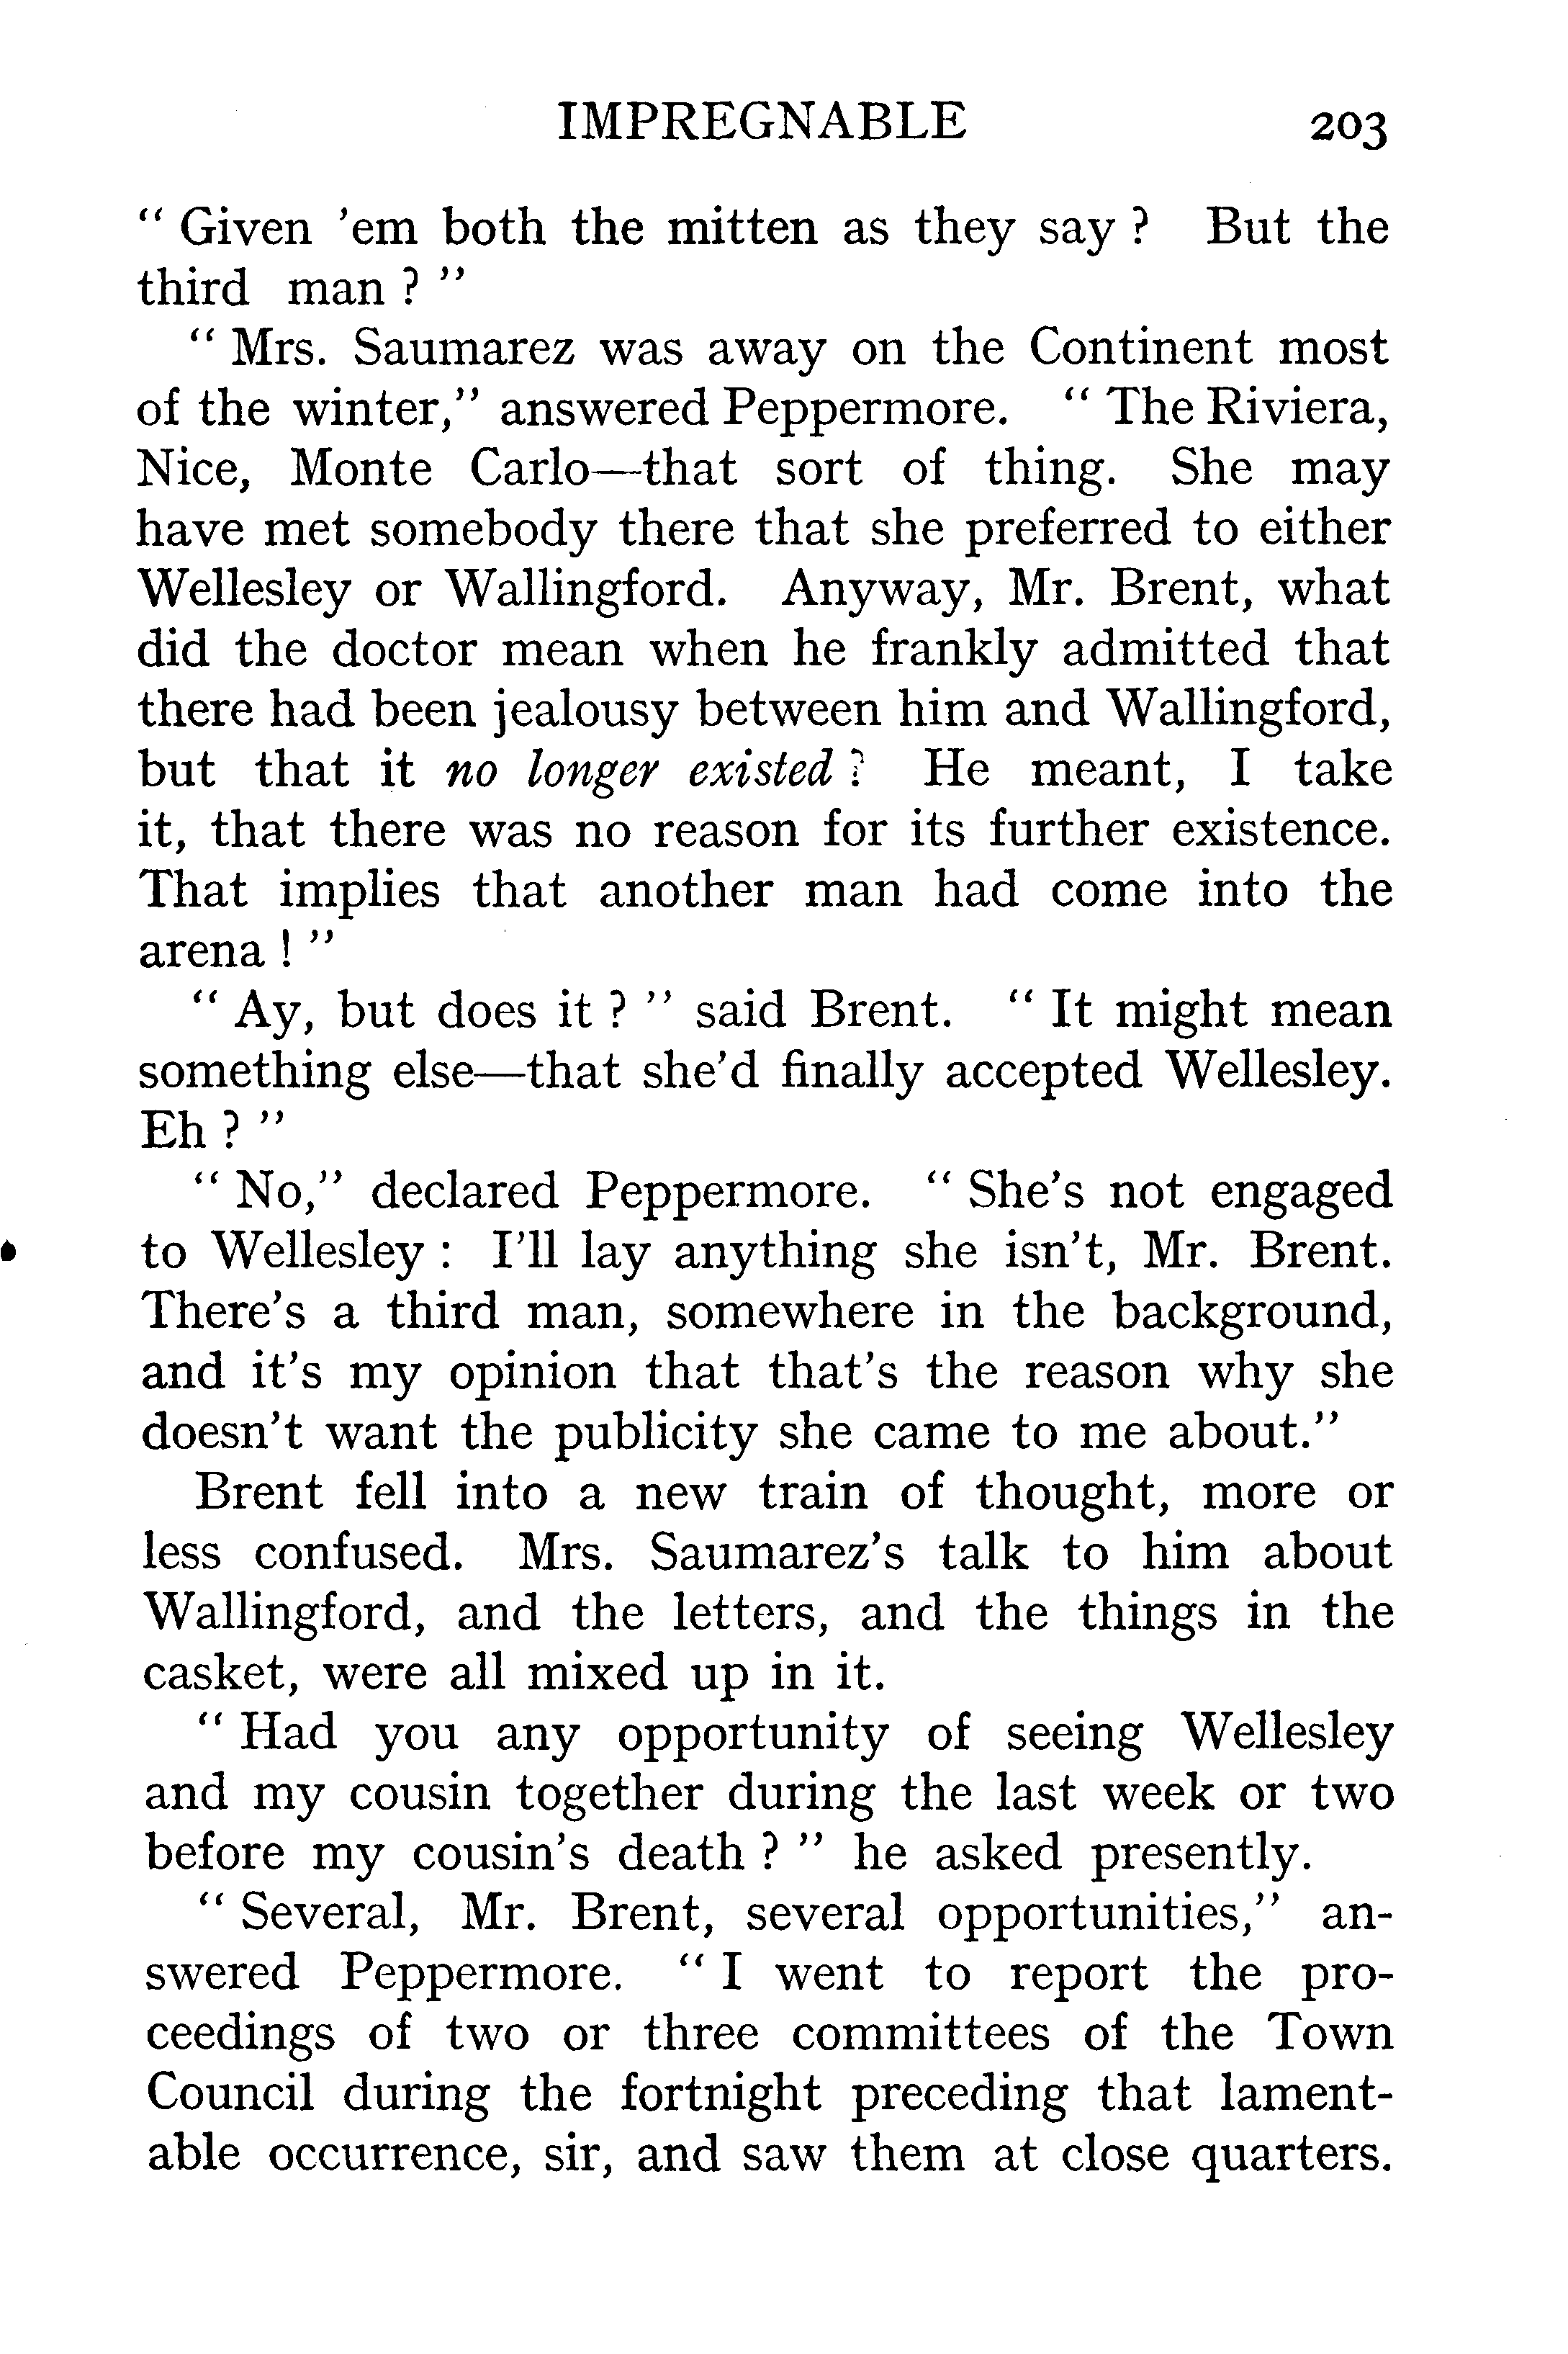 IMPREGNABLE 203
“ Given ’em both the mitten as they say ? But the
third man ? ”
“ Mrs. Saumarez was away on the Continent most
of the winter,” answered Peppermore. “ The Riviera,
Nice, Monte Carlo—that sort of thing. She may
have met somebody there that she preferred to either
Wellesley or Wallingford. Anyway, Mr. Brent, what
did the doctor mean when he frankly admitted that
there had been jealousy between him and Wallingford,
but that it no longer existed ? He meant, I take
it, that there was no reason for its further existence.
That implies that another man had come into the
arena ! ”
“ Ay, but does it ? ” said Brent. “ It might mean
something else—that she’d finally accepted Wellesley.
Eh ? ”
“ No,” declared Peppermore. “ She’s not engaged
to Wellesley : I’ll lay anything she isn’t, Mr. Brent.
There’s a third man, somewhere in the background,
and it’s my opinion that that’s the reason why she
doesn’t want the publicity she came to me about.”
Brent fell into a new train of thought, more or
less confused. Mrs. Saumarez’s talk to him about
Wallingford, and the letters, and the things in the
casket, were all mixed up in it.
“ Had you any opportunity of seeing Wellesley
and my cousin together during the last week or two
before my cousin’s death ? ” he asked presently.
“ Several, Mr. Brent, several opportunities,” an-
swered Peppermore. “ I went to report the pro-
ceedings of two or three committees of the Town
Council during the fortnight preceding that lament-
able occurrence, sir, and saw them at close quarters.